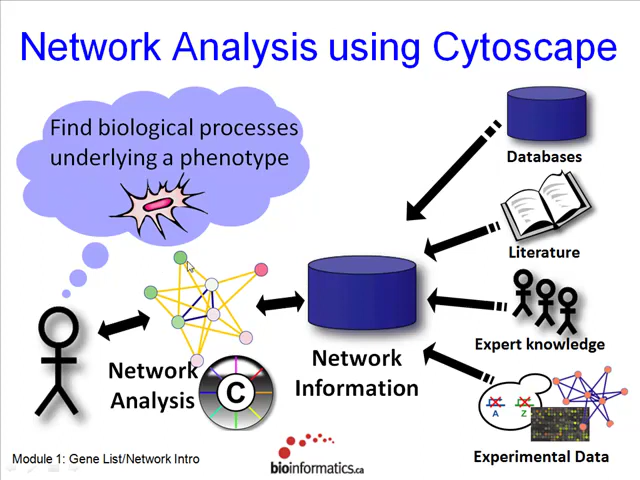 Network Analysis using Cytoscape
Find biological processes
underlying a phenotype
Databases
Literature
Expert knowledge
Network
Analysis
C
Network
Information
A
Z
Experimental Data
Module 1: Gene List/Network Intro
bioinformatics.ca